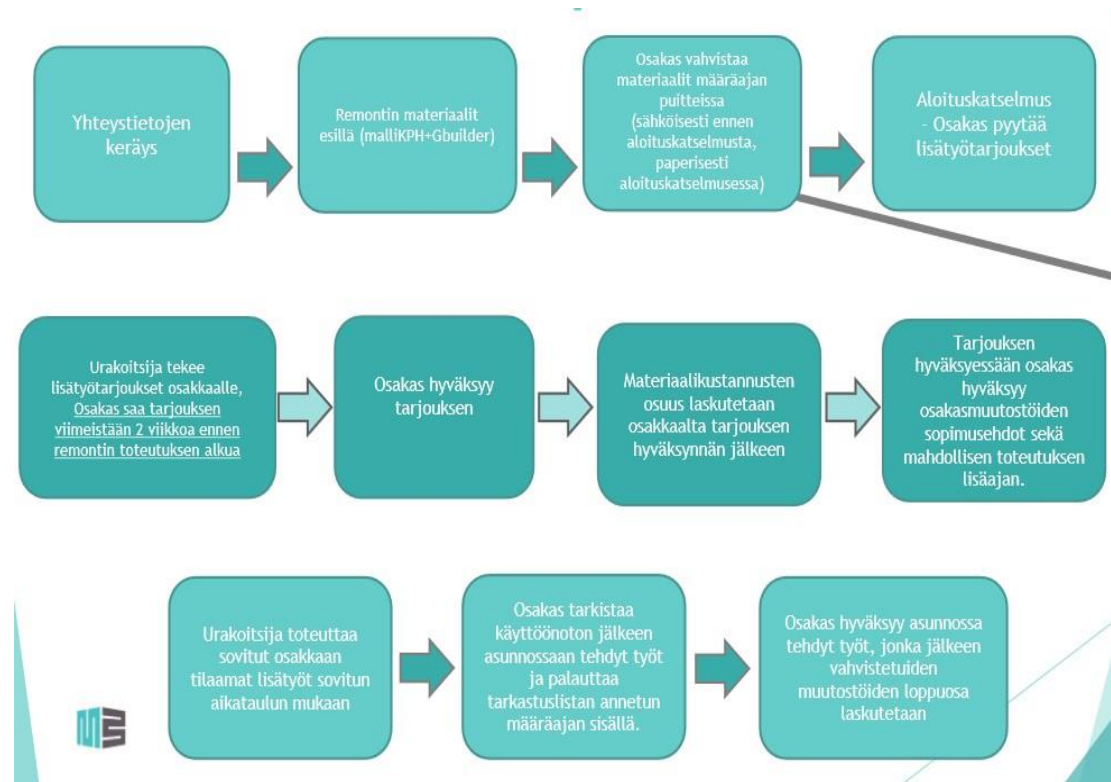 Yhteystietojen
keräys
Remontin materiaalit
esillä (malliKPH+Gbuilder)
Osakas vahvistaa
materiaalit määräajan
puitteissa
(sähköisesti ennen
aloituskatselmusta,
paperisesti
aloituskatselmusessa)
Aloituskatselmus
- Osakas pyytää
lisätyötarjoukset
Urakoitsija tekee
lisätyötarjoukset osakkaalle,
Osakas saa tarjouksen
viimeistään 2 viikkoa ennen
remontin toteutuksen alkua
Osakas hyväksyy
tarjouksen
Materiaalikustannusten
osuus laskutetaan
osakkaalta tarjouksen
hyväksynnän jälkeen
Tarjouksen
hyväksyessään osakas
hyväksyy
osakasmuutostöiden
sopimusehdot sekä
mahdollisen toteutuksen
lisäajan.
Urakoitsija toteuttaa
sovitut osakkaan
tilaamat lisätyöt sovitun
aikataulun mukaan
Osakas tarkistaa
käyttöönoton jälkeen
asunnossaan tehdyt työt
ja palauttaa
tarkastuslistan annetun
määräajan sisällä.
Osakas hyväksyy asunnossa
tehdyt työt, jonka jälkeen
vahvistetuiden
muutostöiden loppuosa
laskutetaan